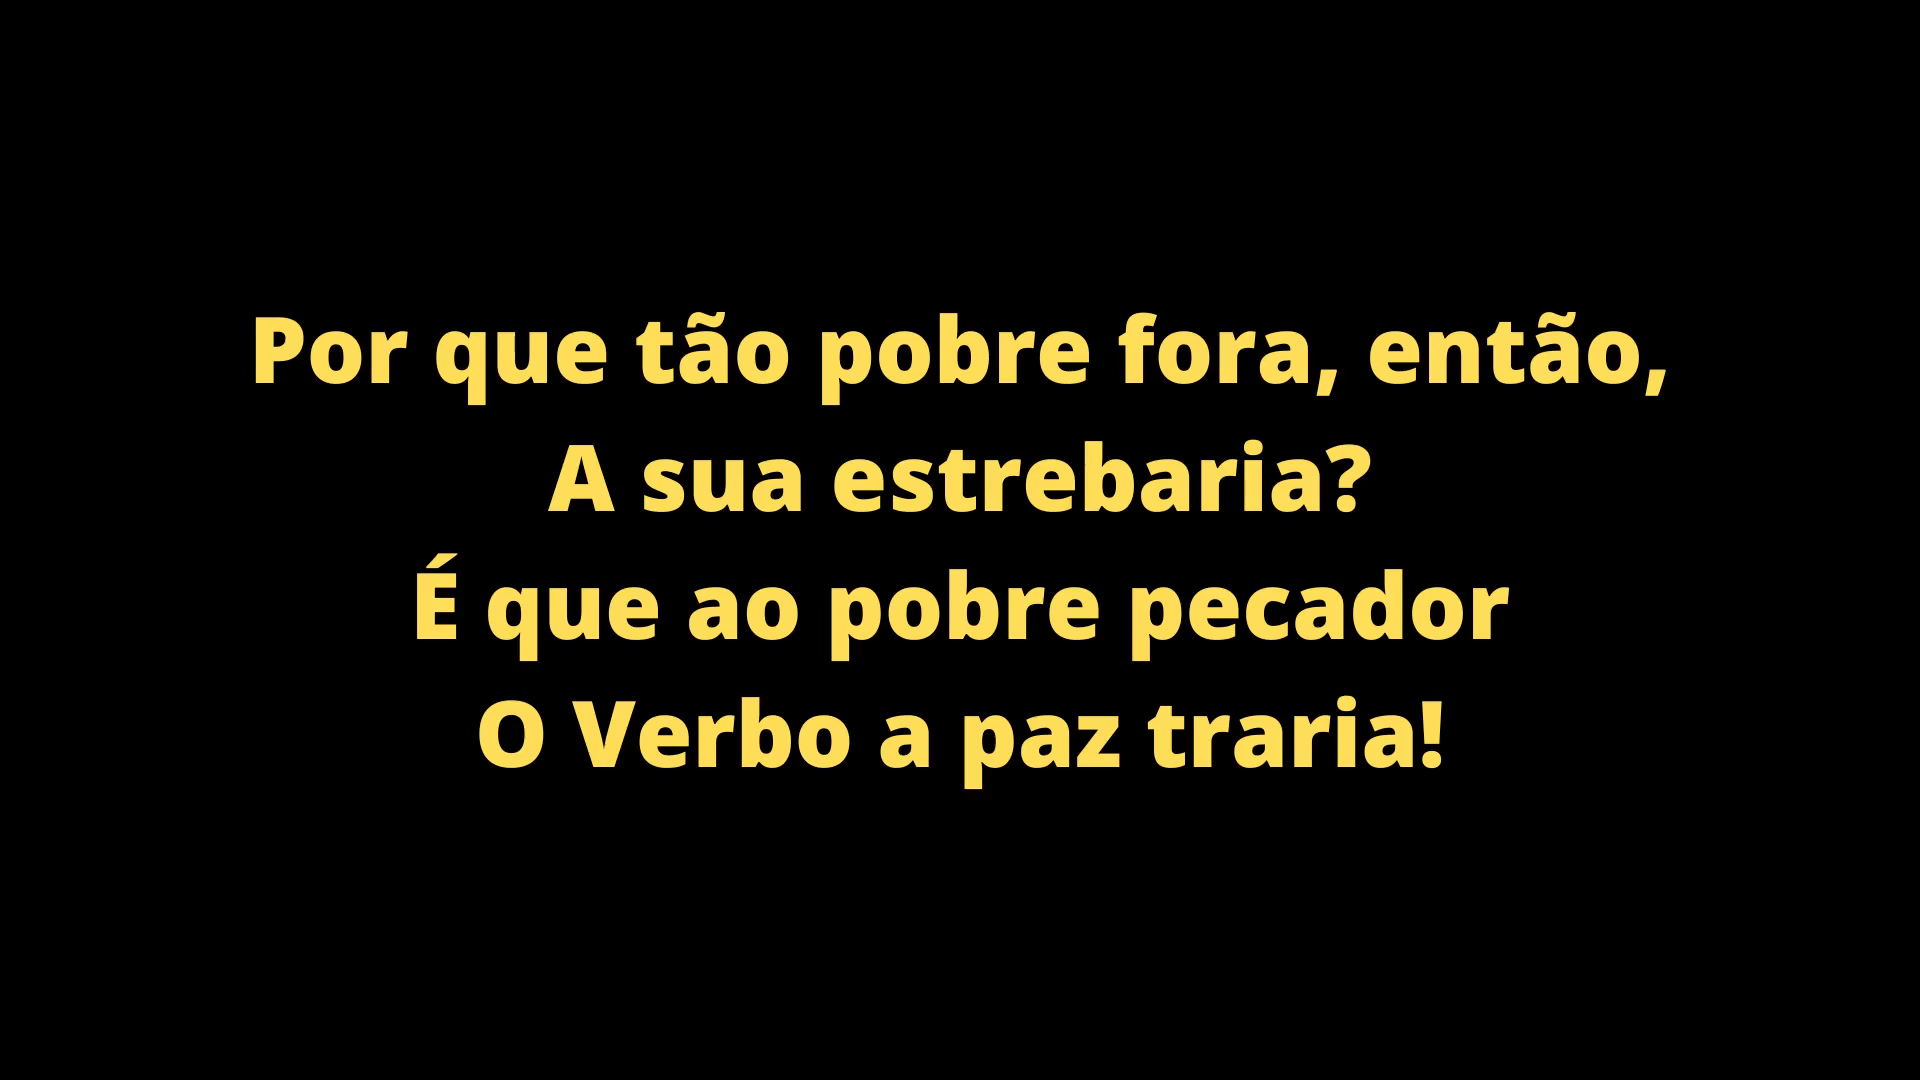 Por que tão pobre fora, então,
A sua estrebaria?
É que ao pobre pecador
O Verbo a paz traria!